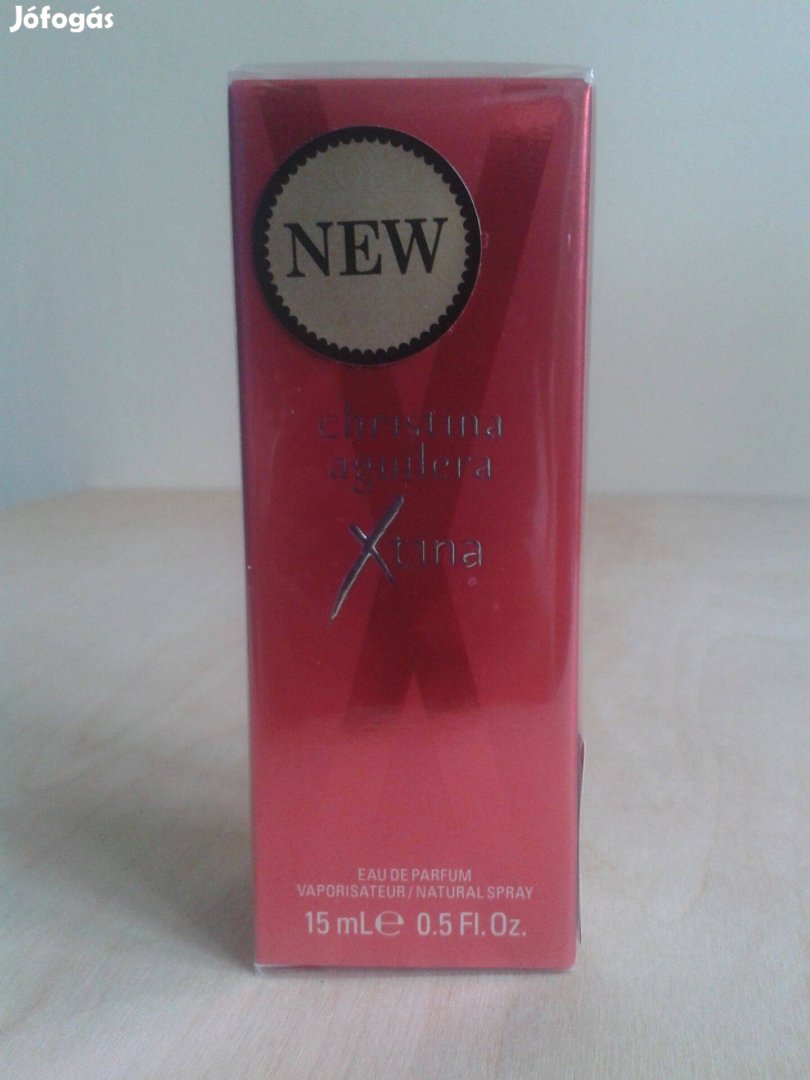 Jófogás
NEW
christina
aguilera
Xtina
EAU DE PARFUM
VAPORISATEUR/NATURAL SPRAY
15 mL℮ 0.5 Fl. Oz.